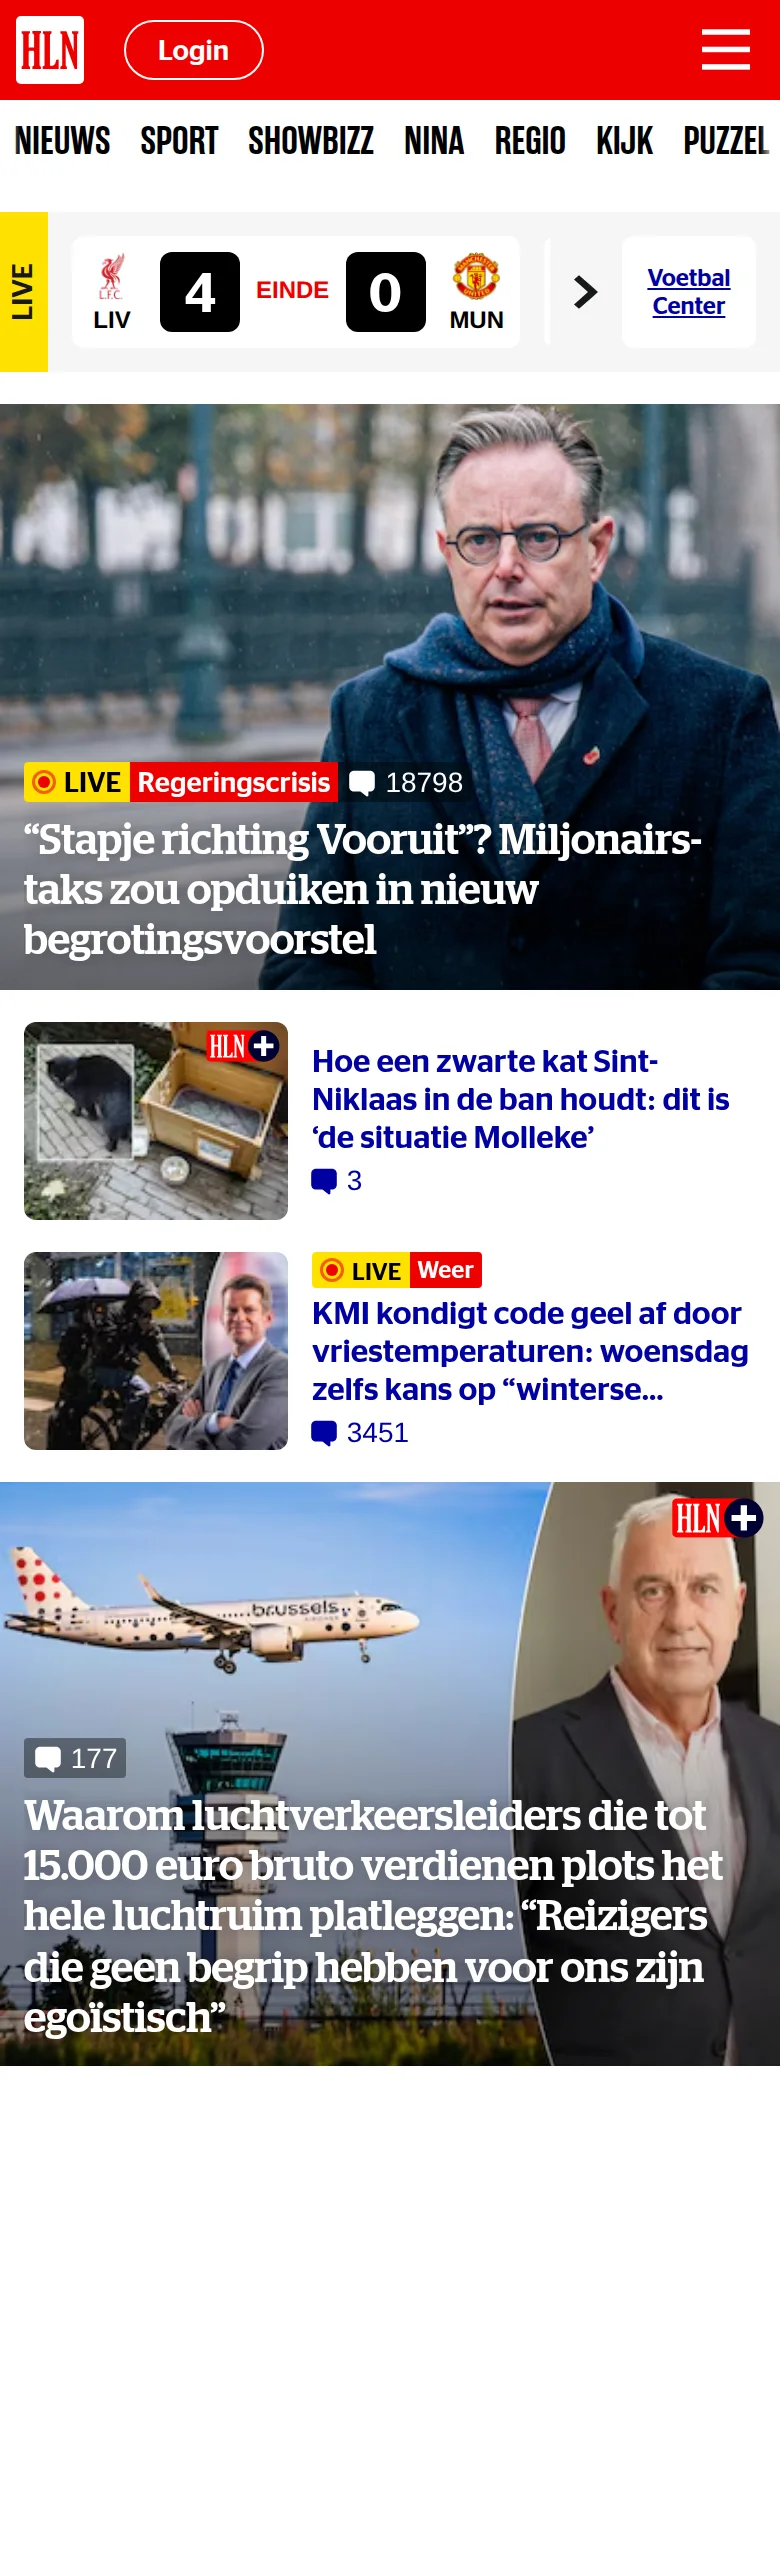 HLN
Login
NIEUWS SPORT SHOWBIZZ NINA REGIO KIJK PUZZEL
LIVE
L.F.C.
LIV
4
EINDE
0
MANCHESTER
UNITED
MUN
Voetbal
Center
LIVE Regeringscrisis 18798
“Stapje richting Vooruit”? Miljonairs-
taks zou opduiken in nieuw
begrotingsvoorstel
HLN+
Hoe een zwarte kat Sint-
Niklaas in de ban houdt: dit is
‘de situatie Molleke’
3
LIVE Weer
KMI kondigt code geel af door
vriestemperaturen: woensdag
zelfs kans op “winterse...
3451
HLN+
brussels
177
Waarom luchtverkeersleiders die tot
15.000 euro bruto verdienen plots het
hele luchtruim platleggen: “Reizigers
die geen begrip hebben voor ons zijn
egoïstisch”